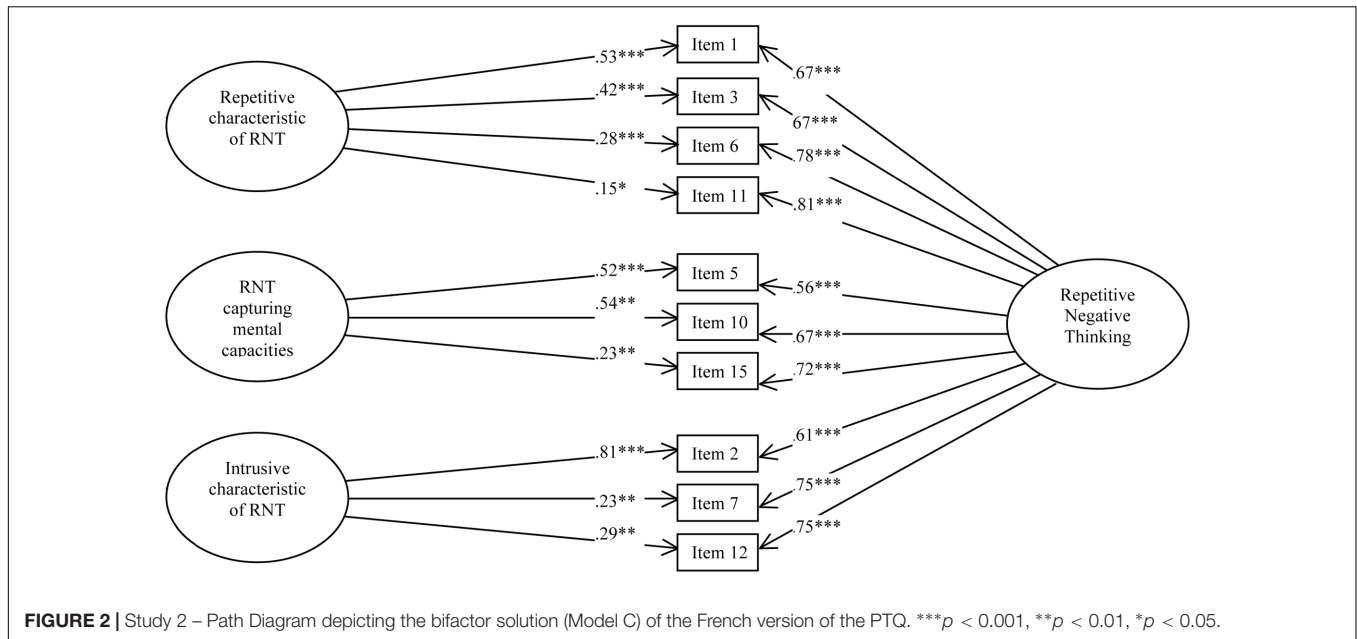 Repetitive
characteristic
of RNT
.53***
.42***
.28***
.15*
Item 1
Item 3
Item 6
Item 11
.67***
67***
.78***
.81***
RNT
capturing
mental
capacities
.52***
.54**
.23**
Item 5
Item 10
Item 15
.56***
.67***
.72***
Intrusive
characteristic
of RNT
.81***
.23**
.29**
Item 2
Item 7
Item 12
.61***
.75***
.75***
Repetitive
Negative
Thinking
FIGURE 2 | Study 2 – Path Diagram depicting the bifactor solution (Model C) of the French version of the PTQ. ***p < 0.001, **p < 0.01, *p < 0.05.